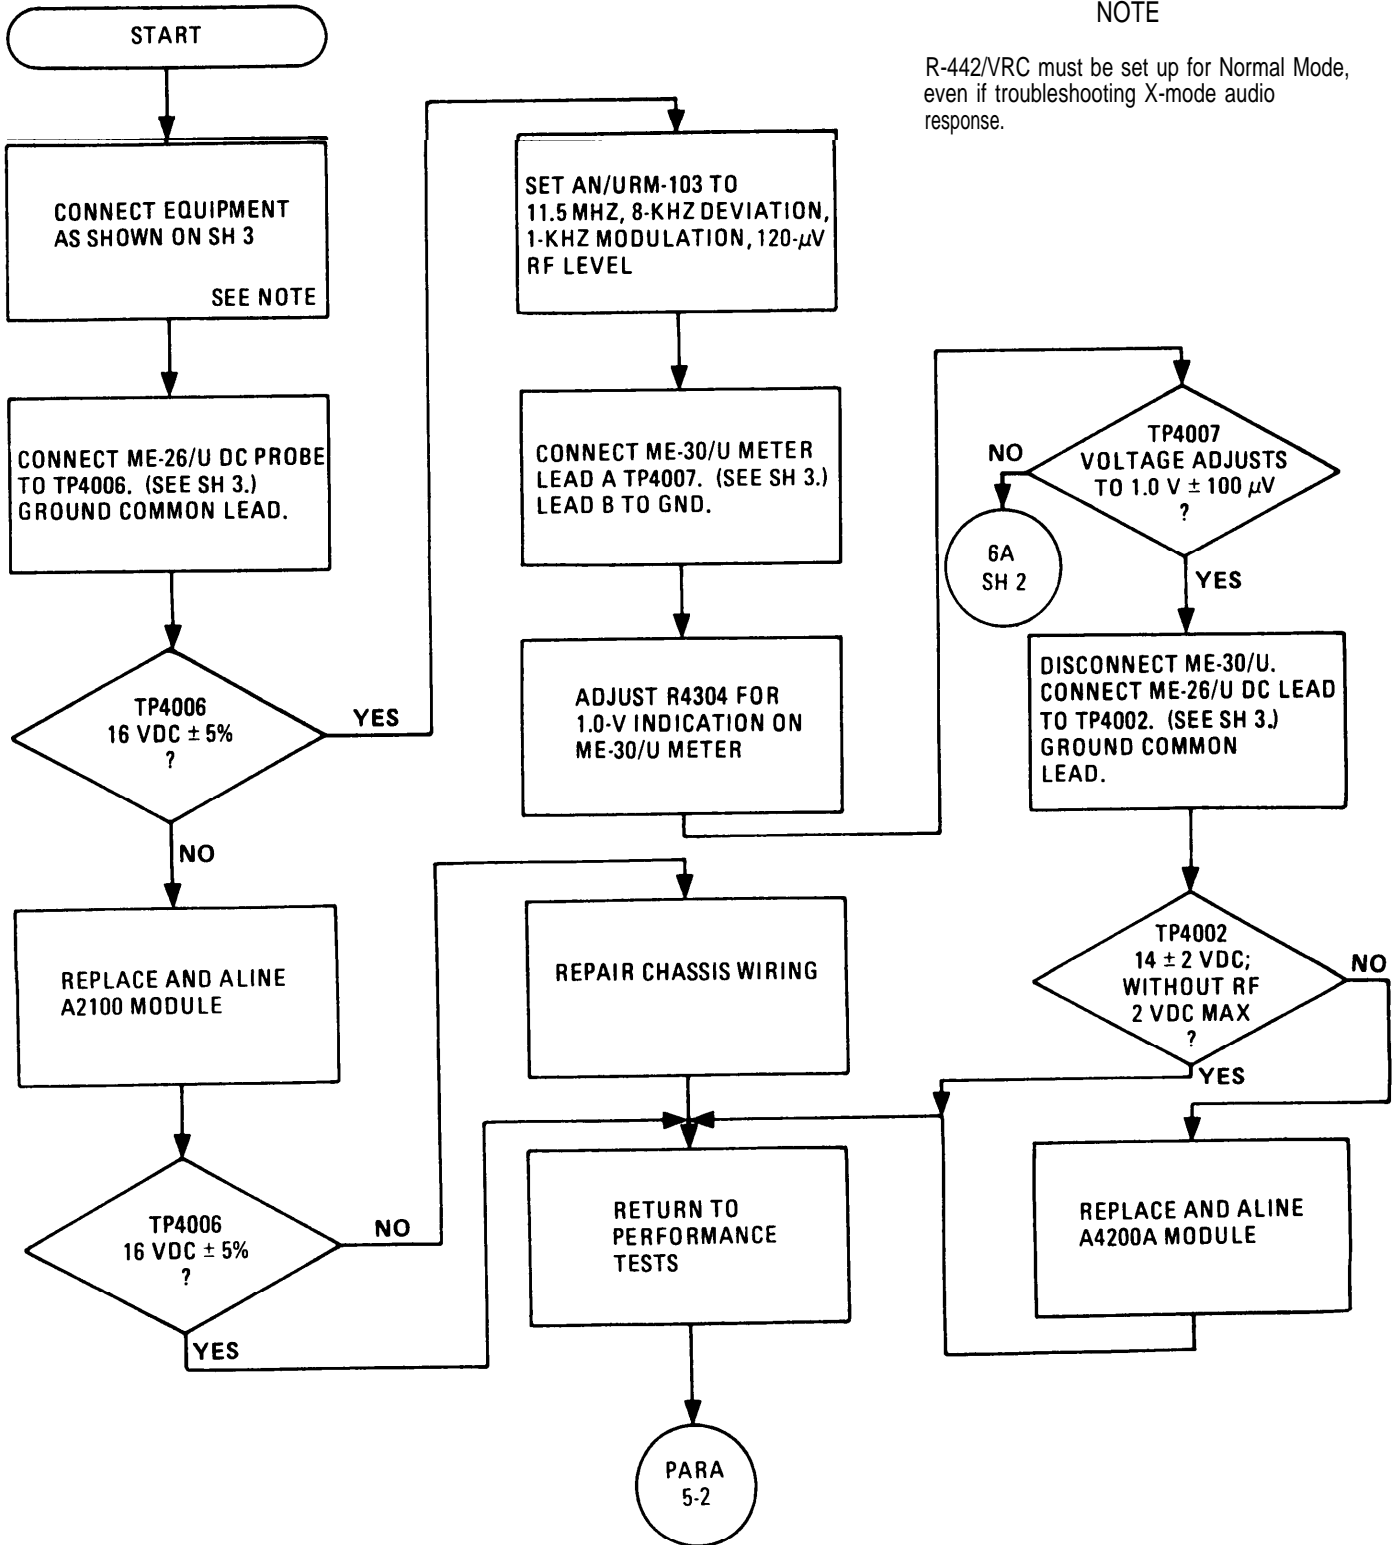 START
CONNECT EQUIPMENT
AS SHOWN ON SH 3
SEE NOTE
CONNECT ME-26/U DC PROBE
TO TP4006. (SEE SH 3.)
GROUND COMMON LEAD.
TP4006
16 VDC ± 5%
?
YES
NO
REPLACE AND ALINE
A2100 MODULE
TP4006
16 VDC ± 5%
?
NO
YES
SET AN/URM-103 TO
11.5 MHZ, 8-KHZ DEVIATION,
1-KHZ MODULATION, 120-μV
RF LEVEL
CONNECT ME-30/U METER
LEAD A TP4007. (SEE SH 3.)
LEAD B TO GND.
ADJUST R4304 FOR
1.0-V INDICATION ON
ME-30/U METER
REPAIR CHASSIS WIRING
RETURN TO
PERFORMANCE
TESTS
PARA
5-2
NOTE
R-442/VRC must be set up for Normal Mode,
even if troubleshooting X-mode audio
response.
TP4007
VOLTAGE ADJUSTS
TO 1.0 V ± 100 μV
?
NO
6A
SH 2
YES
DISCONNECT ME-30/U.
CONNECT ME-26/U DC LEAD
TO TP4002. (SEE SH 3.)
GROUND COMMON
LEAD.
TP4002
14 ± 2 VDC;
WITHOUT RF
2 VDC MAX
?
NO
YES
REPLACE AND ALINE
A4200A MODULE